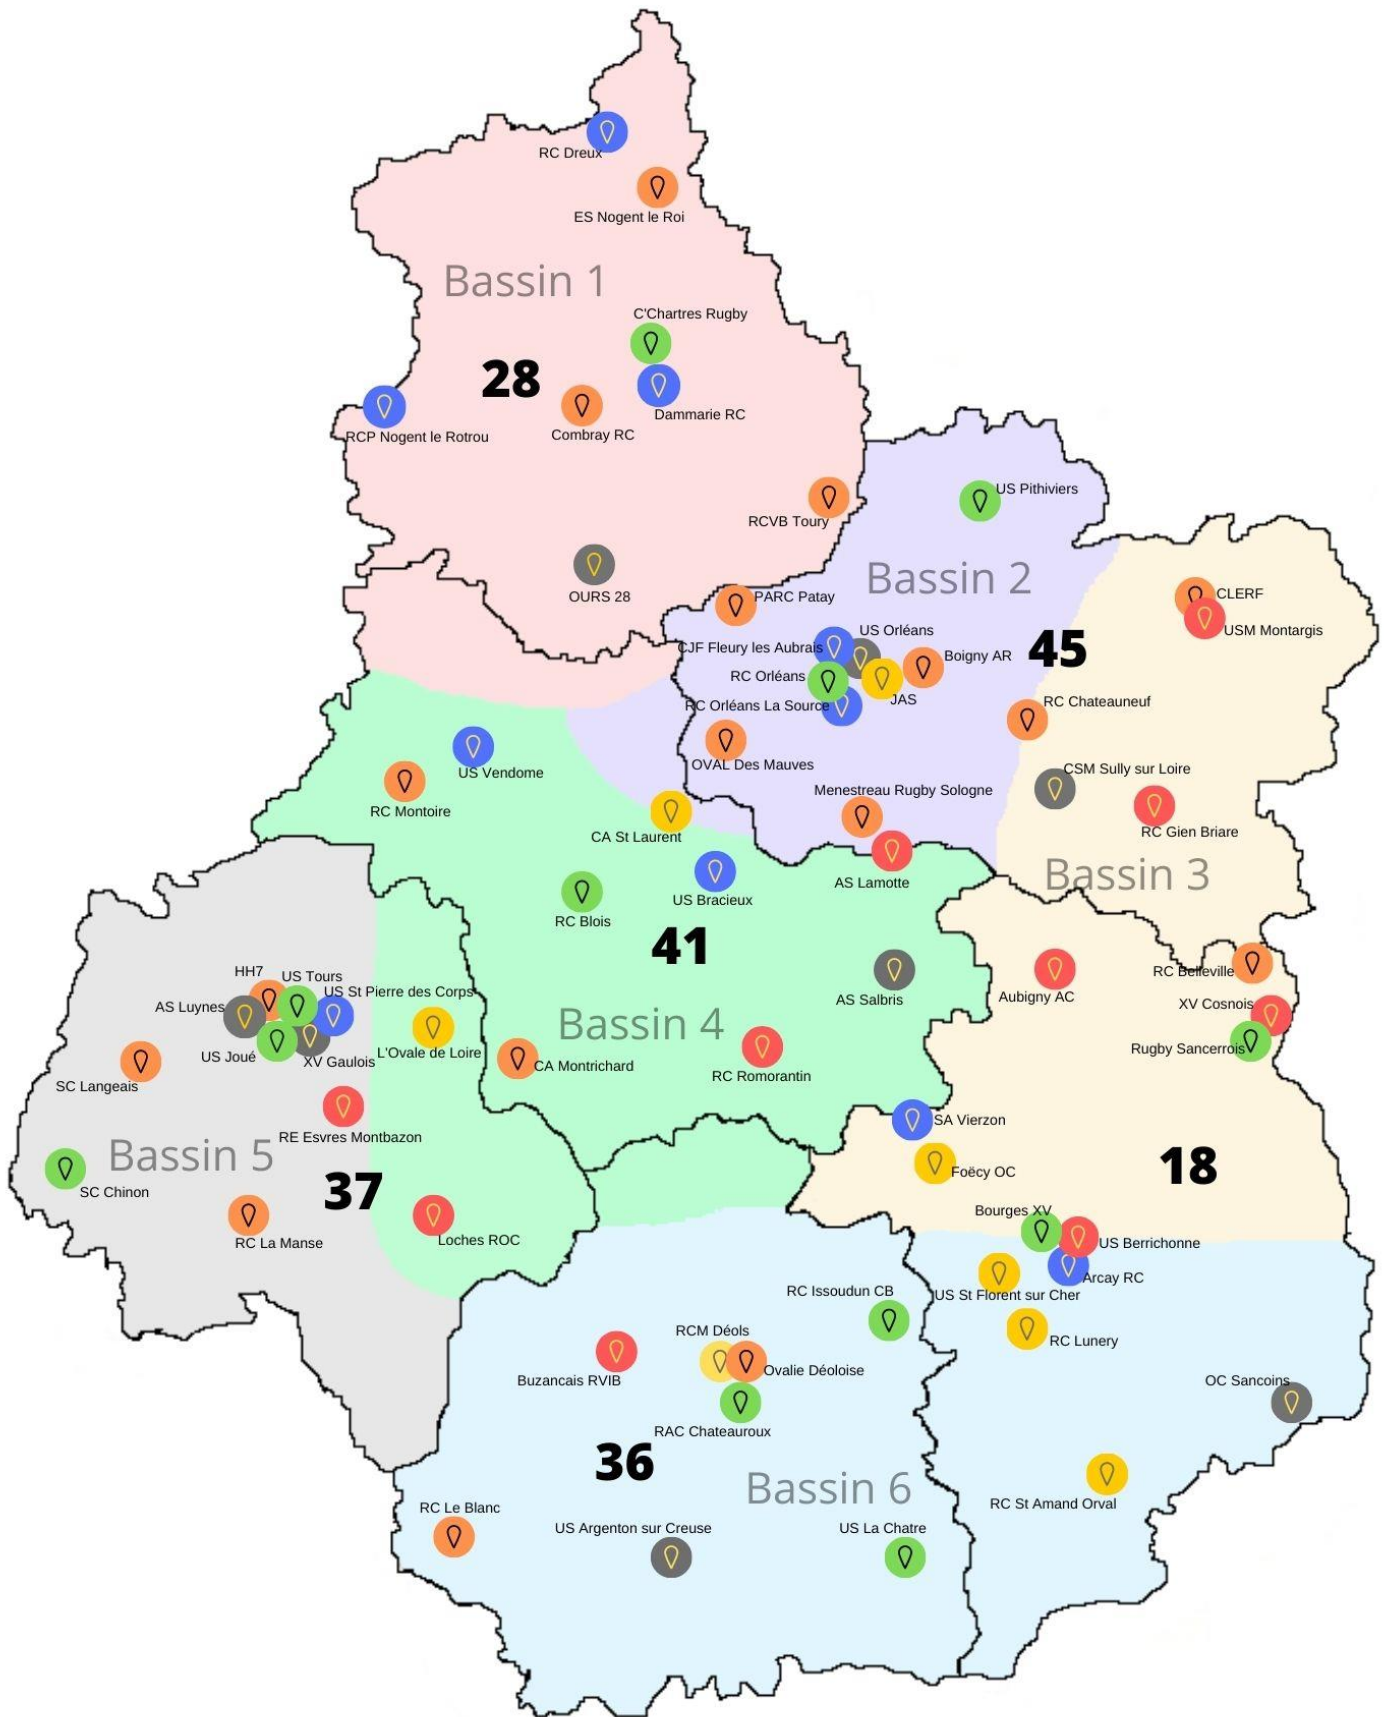 RC Dreux
ES Nogent le Roi
Bassin 1
C'Chartres Rugby
28
Dammarie RC
RCP Nogent le Rotrou
Combray RC
US Pithiviers
RCVB Toury
Bassin 2
OURS 28
PARC Patay
CLERF
US Orléans
USM Montargis
CJF Fleury les Aubrais
45
Boigny AR
RC Orléans
JAS
RC Chateauneuf
RC Orléans La Source
OVAL Des Mauves
CSM Sully sur Loire
US Vendome
Menestreau Rugby Sologne
RC Montoire
RC Gien Briare
CA St Laurent
Bassin 3
AS Lamotte
US Bracieux
RC Blois
41
HH7
US Tours
RC Belleville
US St Pierre des Corps
AS Salbris
Aubigny AC
XV Cosnois
AS Luynes
Bassin 4
US Joué
L'Ovale de Loire
Rugby Sancerrois
XV Gaulois
CA Montrichard
RC Romorantin
SC Langeais
SA Vierzon
RE Esvres Montbazon
Bassin 5
18
Foëcy OC
SC Chinon
37
Bourges XV
RC La Manse
Loches ROC
US Berrichonne
Arcay RC
RC Issoudun CB
US St Florent sur Cher
RCM Déols
RC Lunery
Ovalie Déoloise
Buzancais RVIB
OC Sancoins
RAC Chateauroux
36
Bassin 6
RC Le Blanc
RC St Amand Orval
US Argenton sur Creuse
US La Chatre